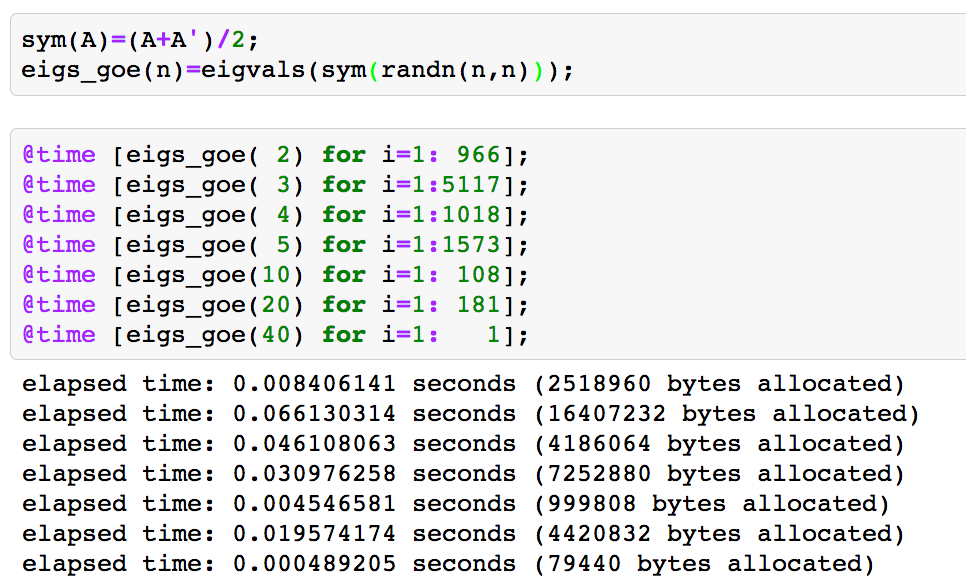 sym(A)=(A+A')/2;
eigs_goe(n)=eigvals(sym(randn(n,n)));
@time [eigs_goe( 2) for i=1: 966];
@time [eigs_goe( 3) for i=1:5117];
@time [eigs_goe( 4) for i=1:1018];
@time [eigs_goe( 5) for i=1:1573];
@time [eigs_goe(10) for i=1: 108];
@time [eigs_goe(20) for i=1: 181];
@time [eigs_goe(40) for i=1:   1];
elapsed time: 0.008406141 seconds (2518960 bytes allocated)
elapsed time: 0.066130314 seconds (16407232 bytes allocated)
elapsed time: 0.046108063 seconds (4186064 bytes allocated)
elapsed time: 0.030976258 seconds (7252880 bytes allocated)
elapsed time: 0.004546581 seconds (999808 bytes allocated)
elapsed time: 0.019574174 seconds (4420832 bytes allocated)
elapsed time: 0.000489205 seconds (79440 bytes allocated)